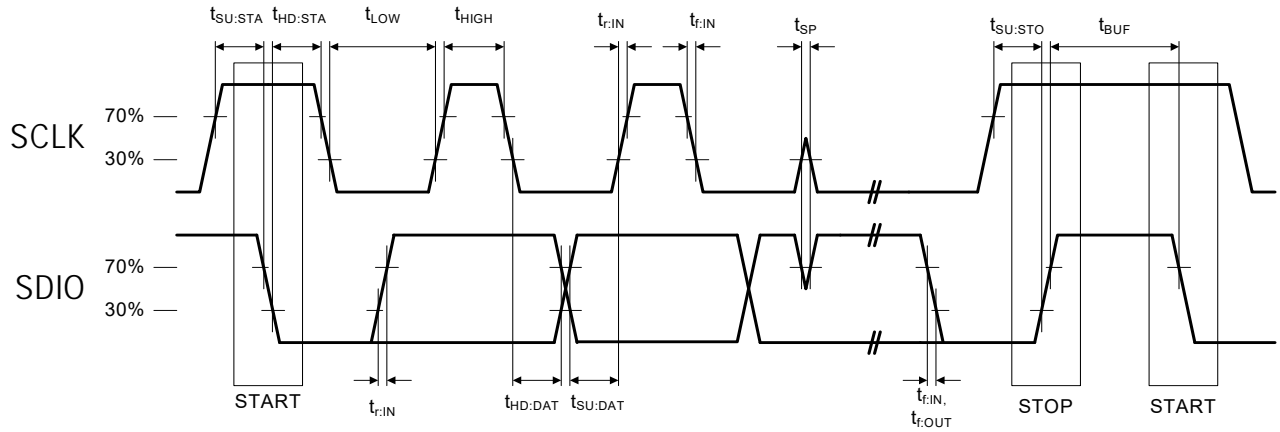 tSU:STA tHD:STA tLOW tHIGH tr:IN tf:IN tSP tSU:STO tBUF
SCLK
70%
30%
SDIO
70%
30%
START
tr:IN
tHD:DAT tSU:DAT
tf:IN,
tf:OUT
STOP
START